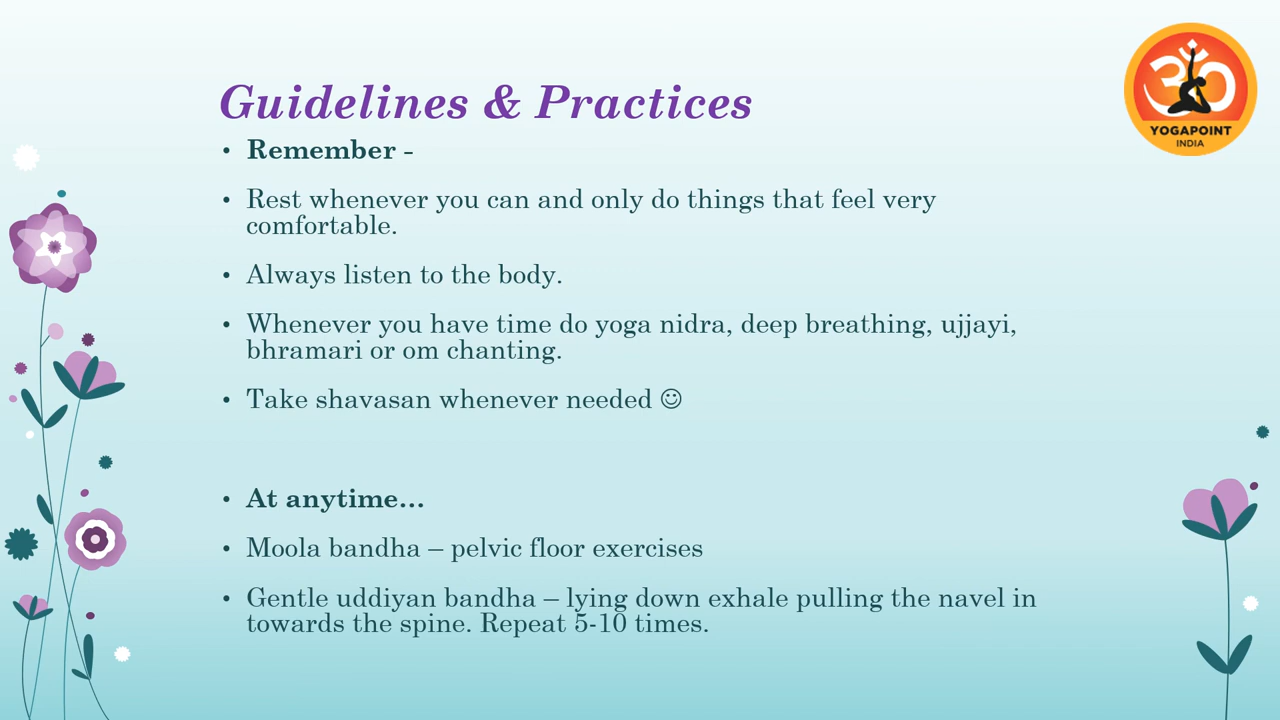 YOGAPOINT
INDIA
Guidelines & Practices
• Remember -
• Rest whenever you can and only do things that feel very
comfortable.
• Always listen to the body.
• Whenever you have time do yoga nidra, deep breathing, ujjayi,
bhramari or om chanting.
• Take shavasan whenever needed ☺
• At anytime...
• Moola bandha – pelvic floor exercises
• Gentle uddiyan bandha – lying down exhale pulling the navel in
towards the spine. Repeat 5-10 times.